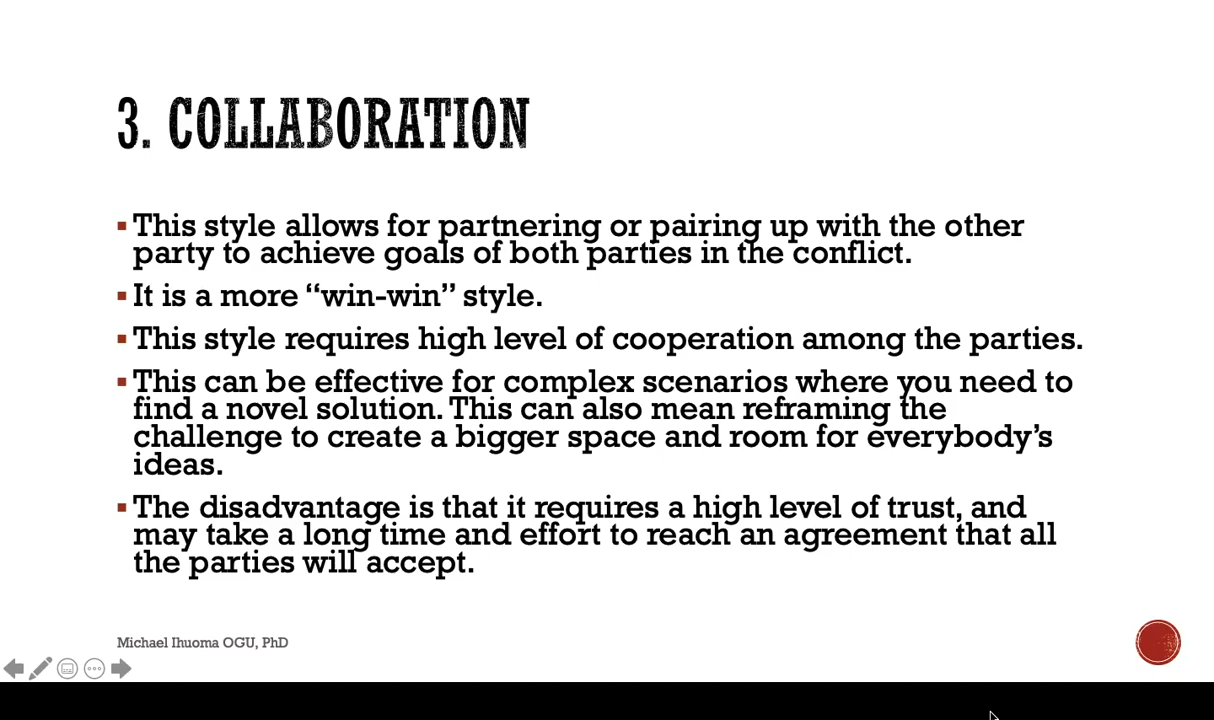 3. COLLABORATION
▪This style allows for partnering or pairing up with the other
party to achieve goals of both parties in the conflict.
▪It is a more “win-win” style.
▪This style requires high level of cooperation among the parties.
▪This can be effective for complex scenarios where you need to
find a novel solution. This can also mean reframing the
challenge to create a bigger space and room for everybody’s
ideas.
▪The disadvantage is that it requires a high level of trust, and
may take a long time and effort to reach an agreement that all
the parties will accept.
Michael Ihuoma OGU, PhD